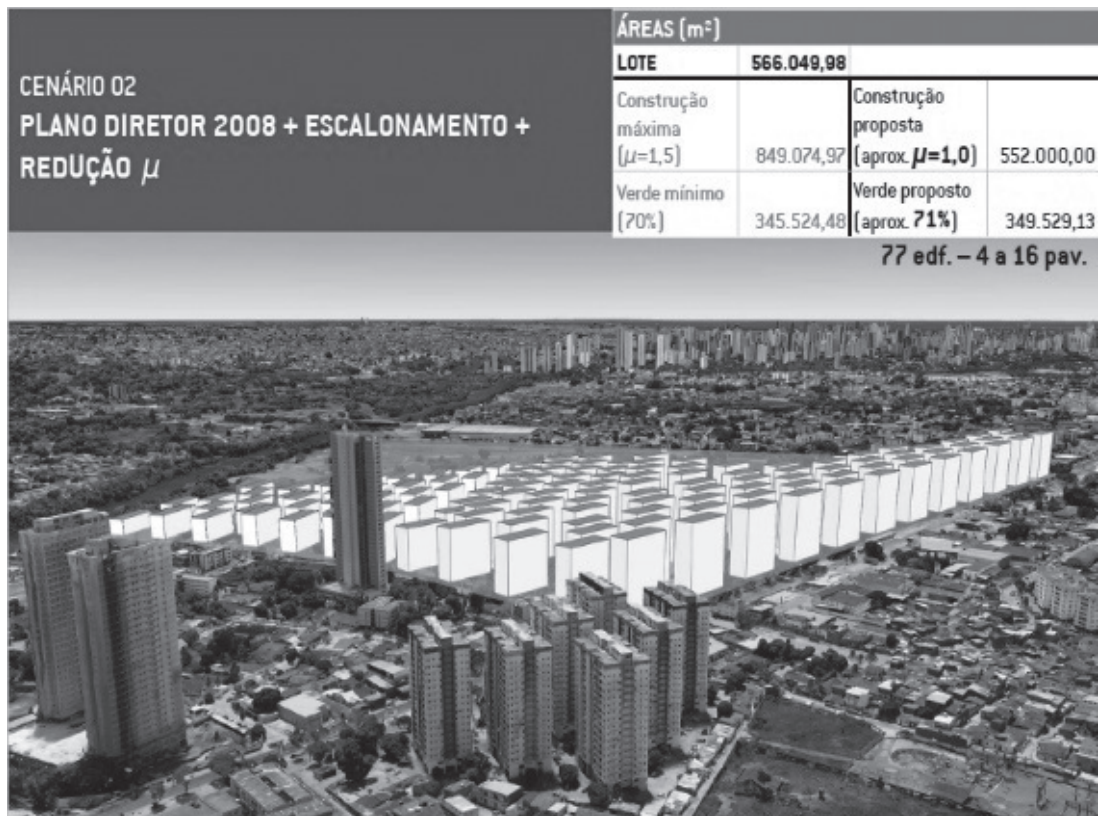 CENÁRIO 02
PLANO DIRETOR 2008 + ESCALONAMENTO +
REDUÇÃO μ
ÁREAS (m²)
LOTE 566.049,98
Construção
máxima
(μ=1,5) 849.074,97
Construção
proposta
(aprox. μ=1,0) 552.000,00
Verde mínimo
(70%) 345.524,48
Verde proposto
(aprox. 71%) 349.529,13
77 edf. – 4 a 16 pav.